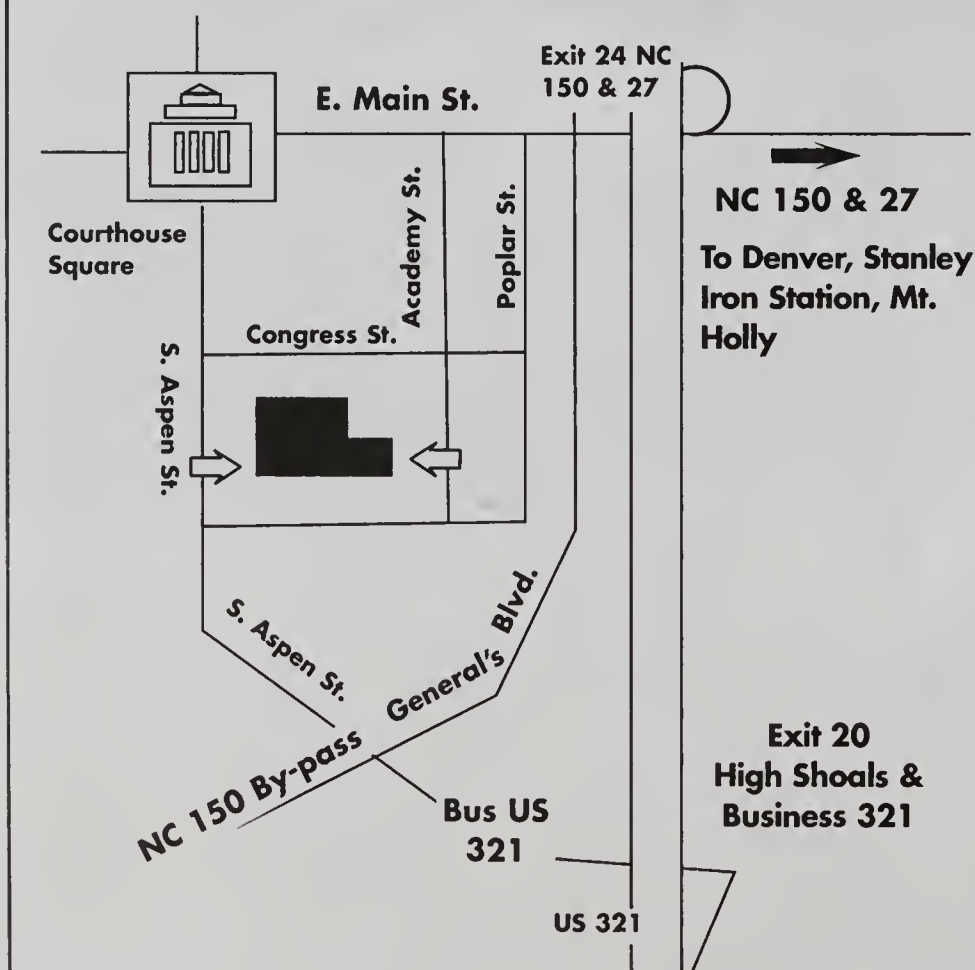 Exit 24 NC
150 & 27
E. Main St.
NC 150 & 27
To Denver, Stanley
Iron Station, Mt.
Holly
Courthouse
Square
Academy St.
Poplar St.
Congress St.
S. Aspen St.
S. Aspen St.
General's Blvd.
NC 150 By-pass
Bus US
321
Exit 20
High Shoals &
Business 321
US 321